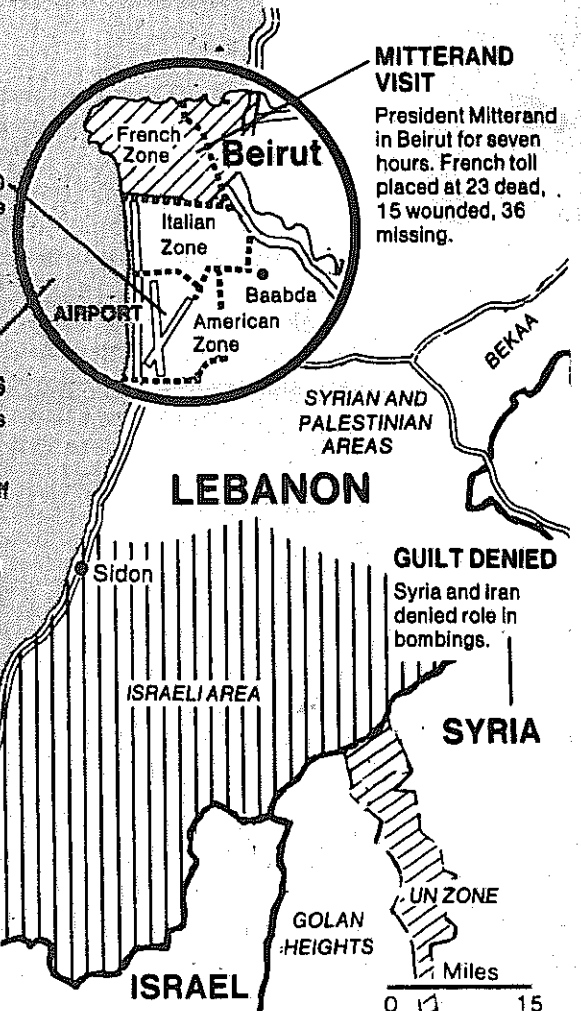 MITTERAND
VISIT
President Mitterand
in Beirut for seven
hours. French toll
placed at 23 dead,
15 wounded, 36
missing.
French
Zone
Beirut
Italian
Zone
Baabda
AIRPORT
American
Zone
BEKAA
SYRIAN AND
PALESTINIAN
AREAS
LEBANON
Sidon
GUILT DENIED
Syria and Iran
denied role in
bombings.
ISRAELI AREA
SYRIA
UN ZONE
GOLAN
HEIGHTS
ISRAEL
Miles
0 15